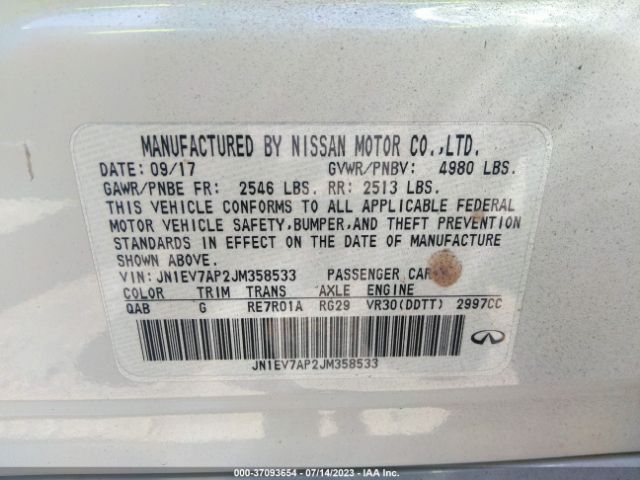 MANUFACTURED BY NISSAN MOTOR CO.,LTD.
DATE: 09/17 GVWR/PNBV: 4980 LBS.
GAWR/PNBE FR: 2546 LBS. RR: 2513 LBS.
THIS VEHICLE CONFORMS TO ALL APPLICABLE FEDERAL
MOTOR VEHICLE SAFETY,BUMPER,AND THEFT PREVENTION
STANDARDS IN EFFECT ON THE DATE OF MANUFACTURE
SHOWN ABOVE.
VIN: JN1EV7AP2JM358533 PASSENGER CAR
COLOR TRIM TRANS AXLE ENGINE
QAB G RE7R01A RG29 VR30(DDTT) 2997CC
JN1EV7AP2JM358533
000-37093654 - 07/14/2023 - IAA Inc.